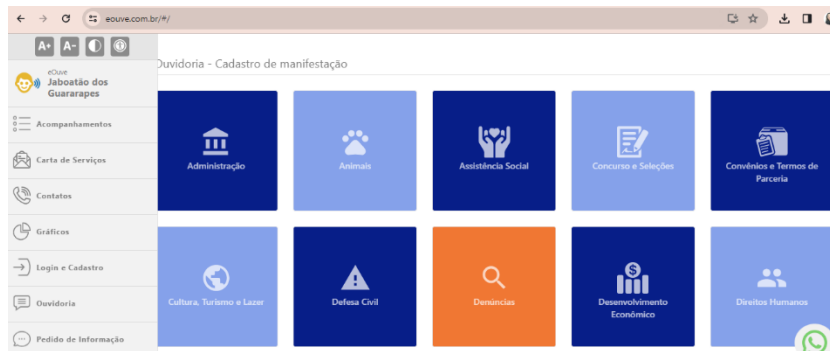 eouve.com.br/#/
A+ A-
eOuve
Jaboatão dos
Guararapes
Acompanhamentos
Carta de Serviços
Contatos
Gráficos
Login e Cadastro
Ouvidoria
Pedido de Informação
Ouvidoria - Cadastro de manifestação
Administração
Animais
Assistência Social
Concurso e Seleções
Convênios e Termos de
Parceria
Cultura, Turismo e Lazer
Defesa Civil
Denúncias
Desenvolvimento
Econômico
Direitos Humanos